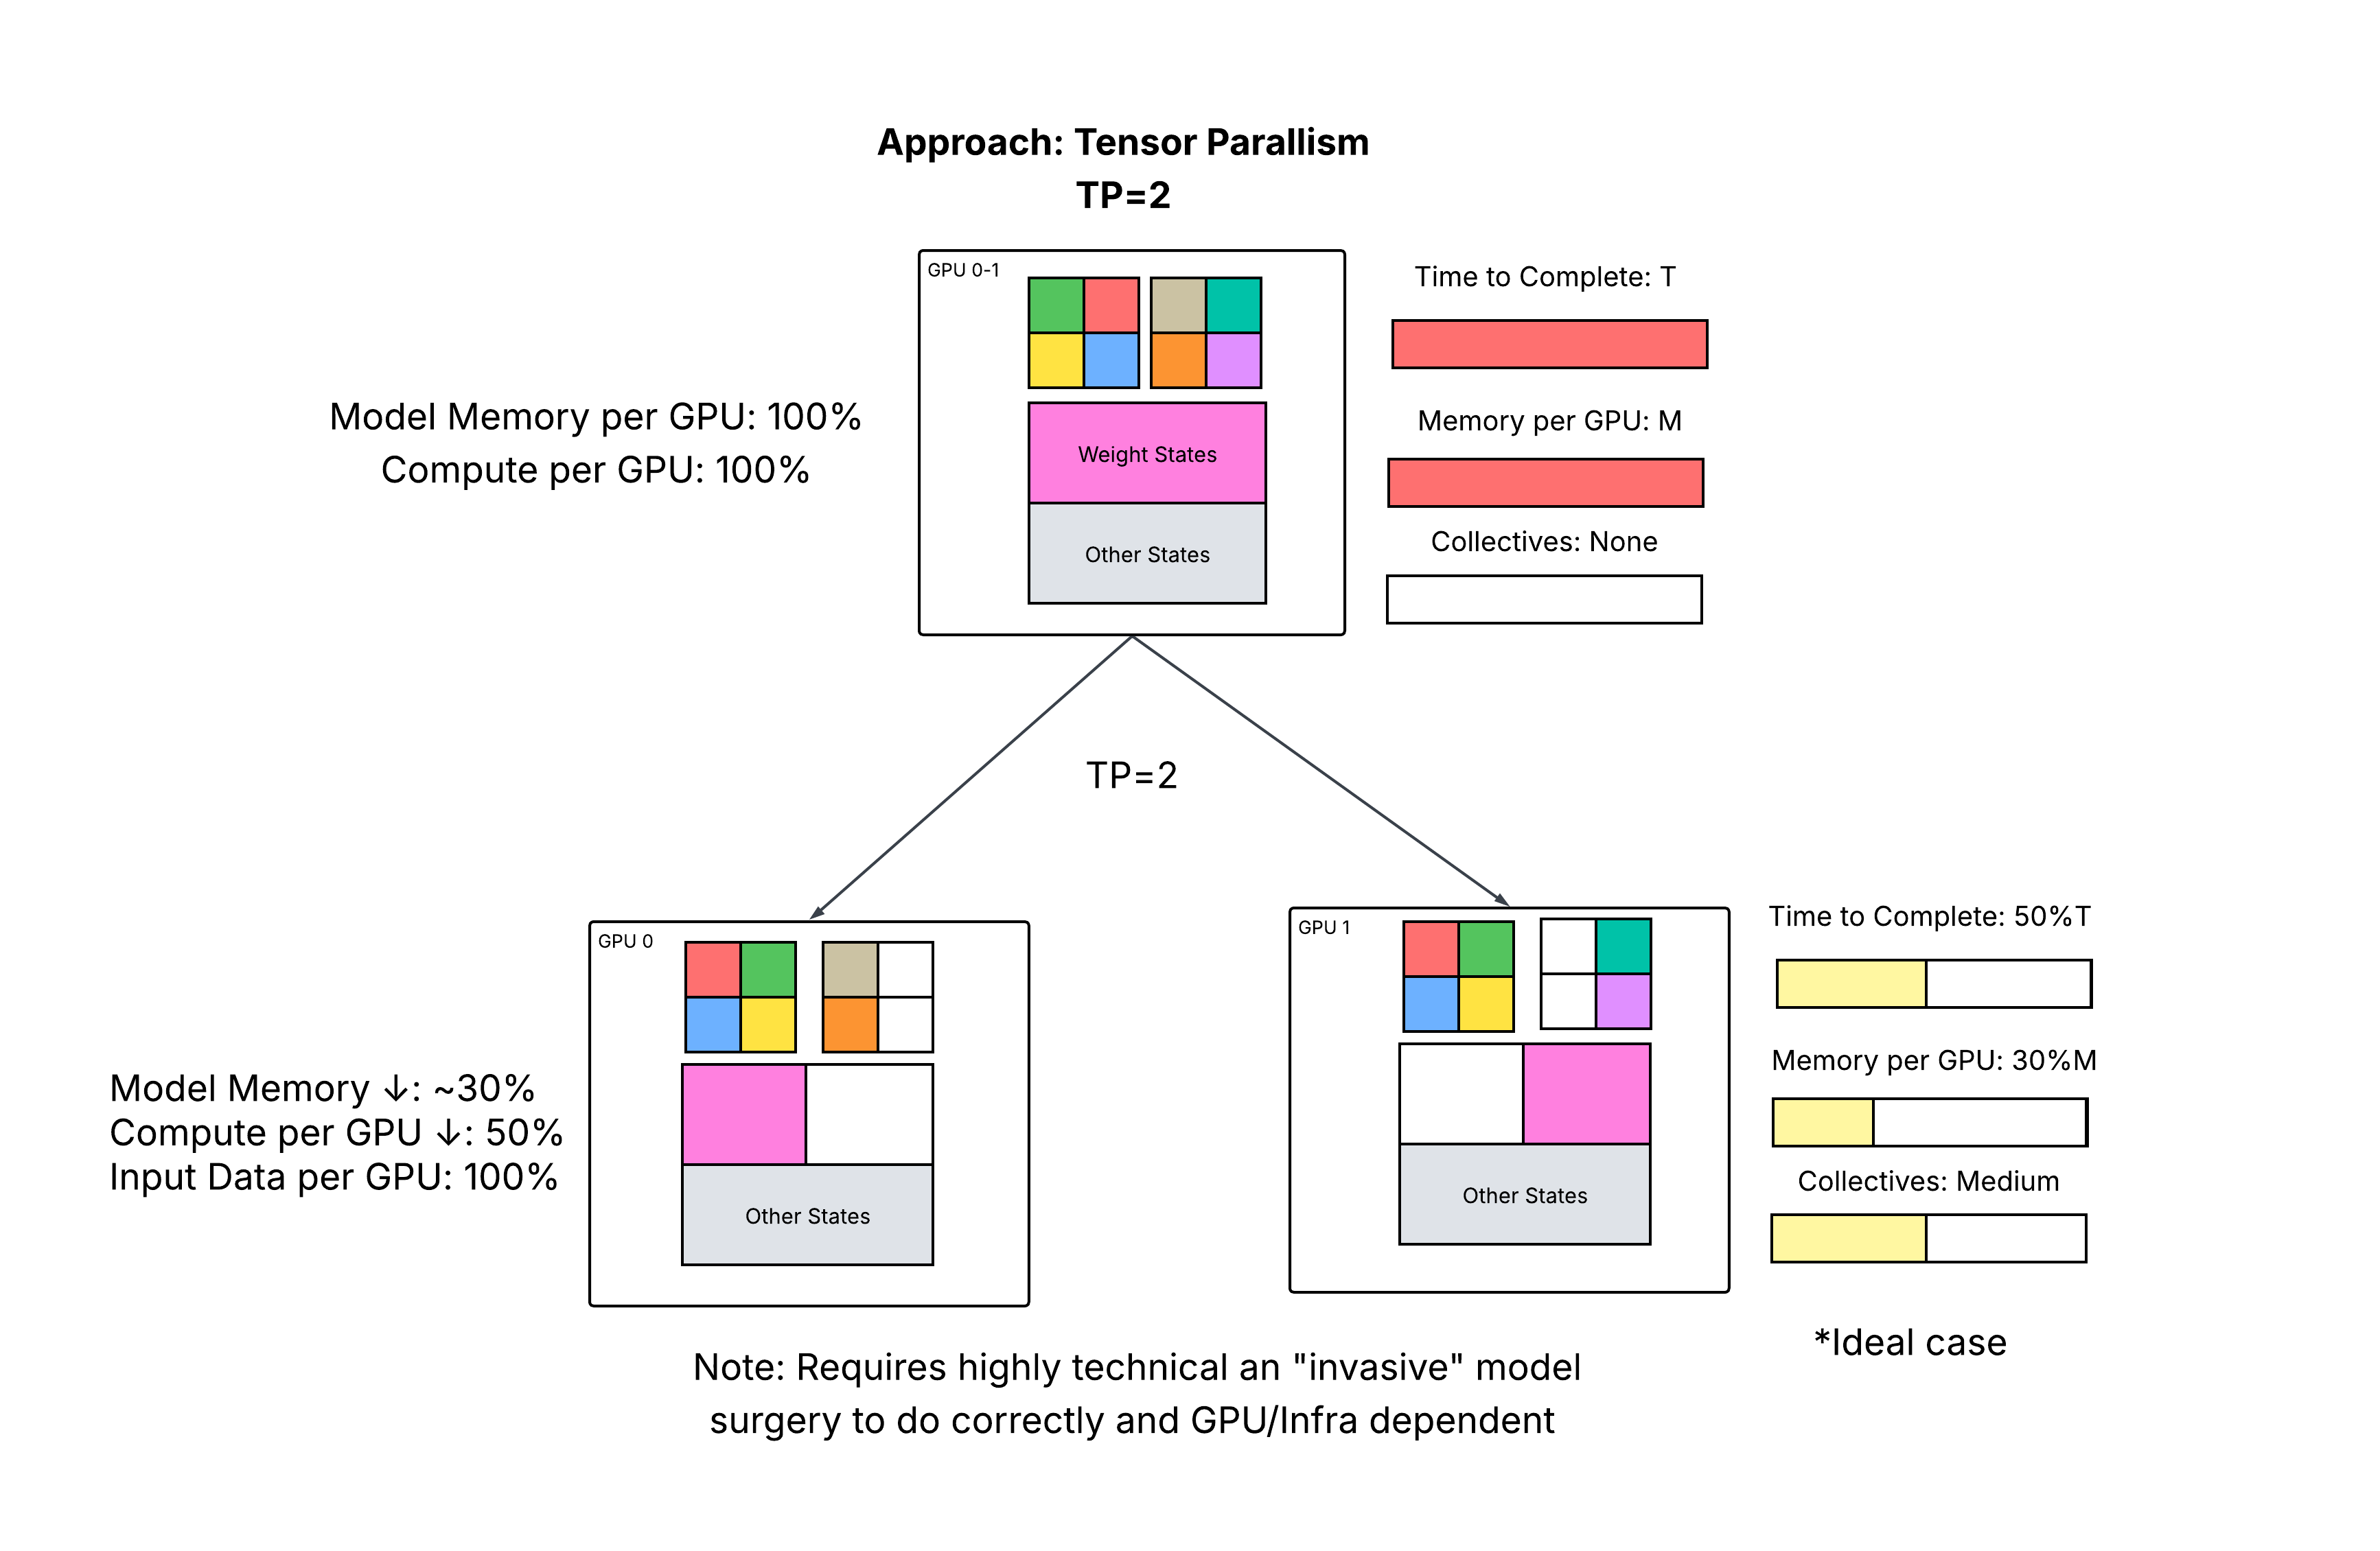 Approach: Tensor Parallism
TP=2
GPU 0-1
Time to Complete: T
Memory per GPU: M
Model Memory per GPU: 100%
Compute per GPU: 100%
Weight States
Collectives: None
Other States
TP=2
GPU 0
GPU 1
Time to Complete: 50%T
Memory per GPU: 30%M
Model Memory ↓: ~30%
Compute per GPU ↓: 50%
Input Data per GPU: 100%
Collectives: Medium
Other States
Other States
*Ideal case
Note: Requires highly technical an "invasive" model
surgery to do correctly and GPU/Infra dependent